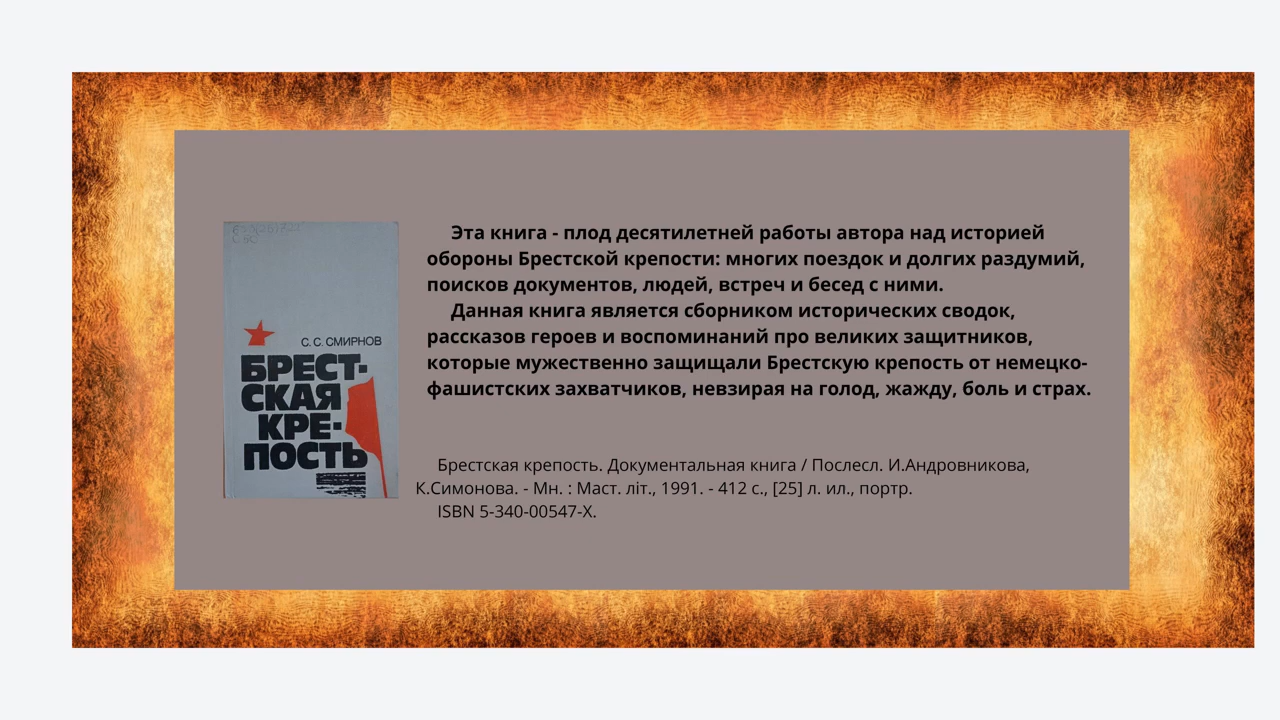 С. С. СМИРНОВ
БРЕСТ-
СКАЯ
КРЕ-
ПОСТЬ
Эта книга - плод десятилетней работы автора над историей
обороны Брестской крепости: многих поездок и долгих раздумий,
поисков документов, людей, встреч и бесед с ними.
Данная книга является сборником исторических сводок,
рассказов героев и воспоминаний про великих защитников,
которые мужественно защищали Брестскую крепость от немецко-
фашистских захватчиков, невзирая на голод, жажду, боль и страх.
Брестская крепость. Документальная книга / Послесл. И.Андровникова,
К.Симонова. - Мн. : Маст. літ., 1991. - 412 с., [25] л. ил., портр.
ISBN 5-340-00547-X.